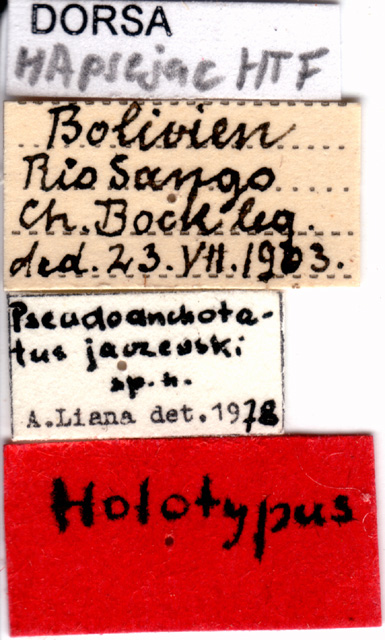 DORSA
HApsejac HTF
Bolivien
Rio Songo
Ch. Bock leg.
ded. 23. VII. 1903.
Pseudoanchota-
tus jaczewski
sp. n.
A.Liana det. 1978
Holotypus